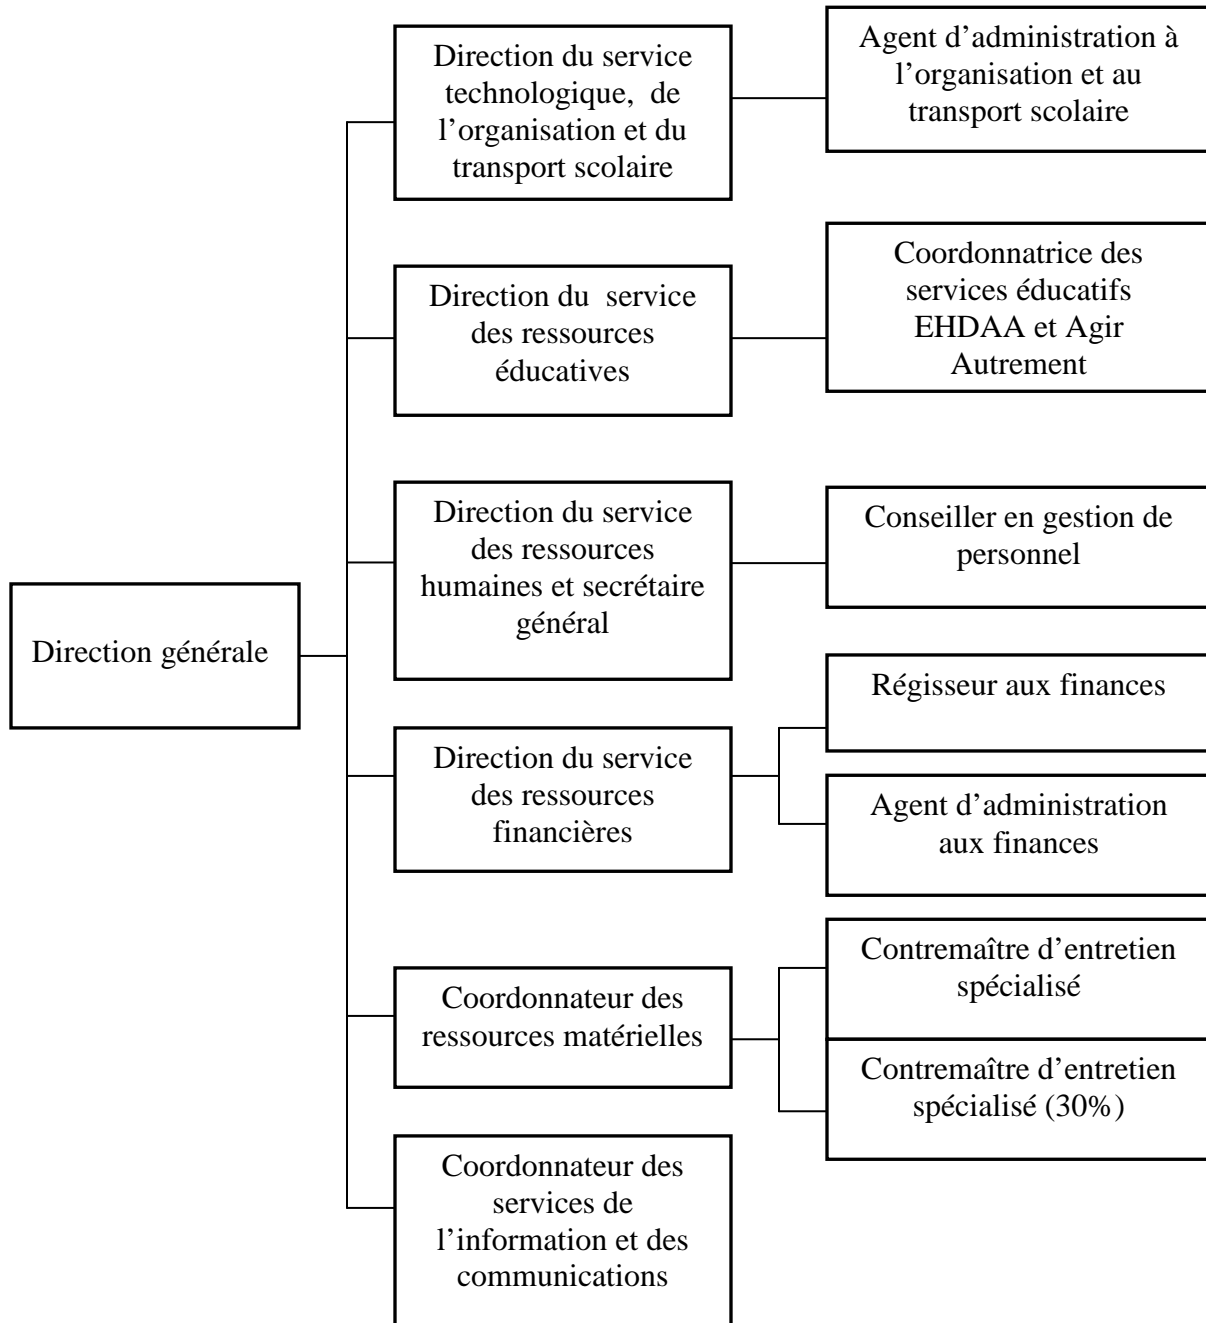 Direction générale
Direction du service
technologique, de
l’organisation et du
transport scolaire
Agent d’administration à
l’organisation et au
transport scolaire
Direction du service
des ressources
éducatives
Coordonnatrice des
services éducatifs
EHDAA et Agir
Autrement
Direction du service
des ressources
humaines et secrétaire
général
Conseiller en gestion de
personnel
Direction du service
des ressources
financières
Régisseur aux finances
Agent d’administration
aux finances
Coordonnateur des
ressources matérielles
Contremaître d’entretien
spécialisé
Contremaître d’entretien
spécialisé (30%)
Coordonnateur des
services de
l’information et des
communications